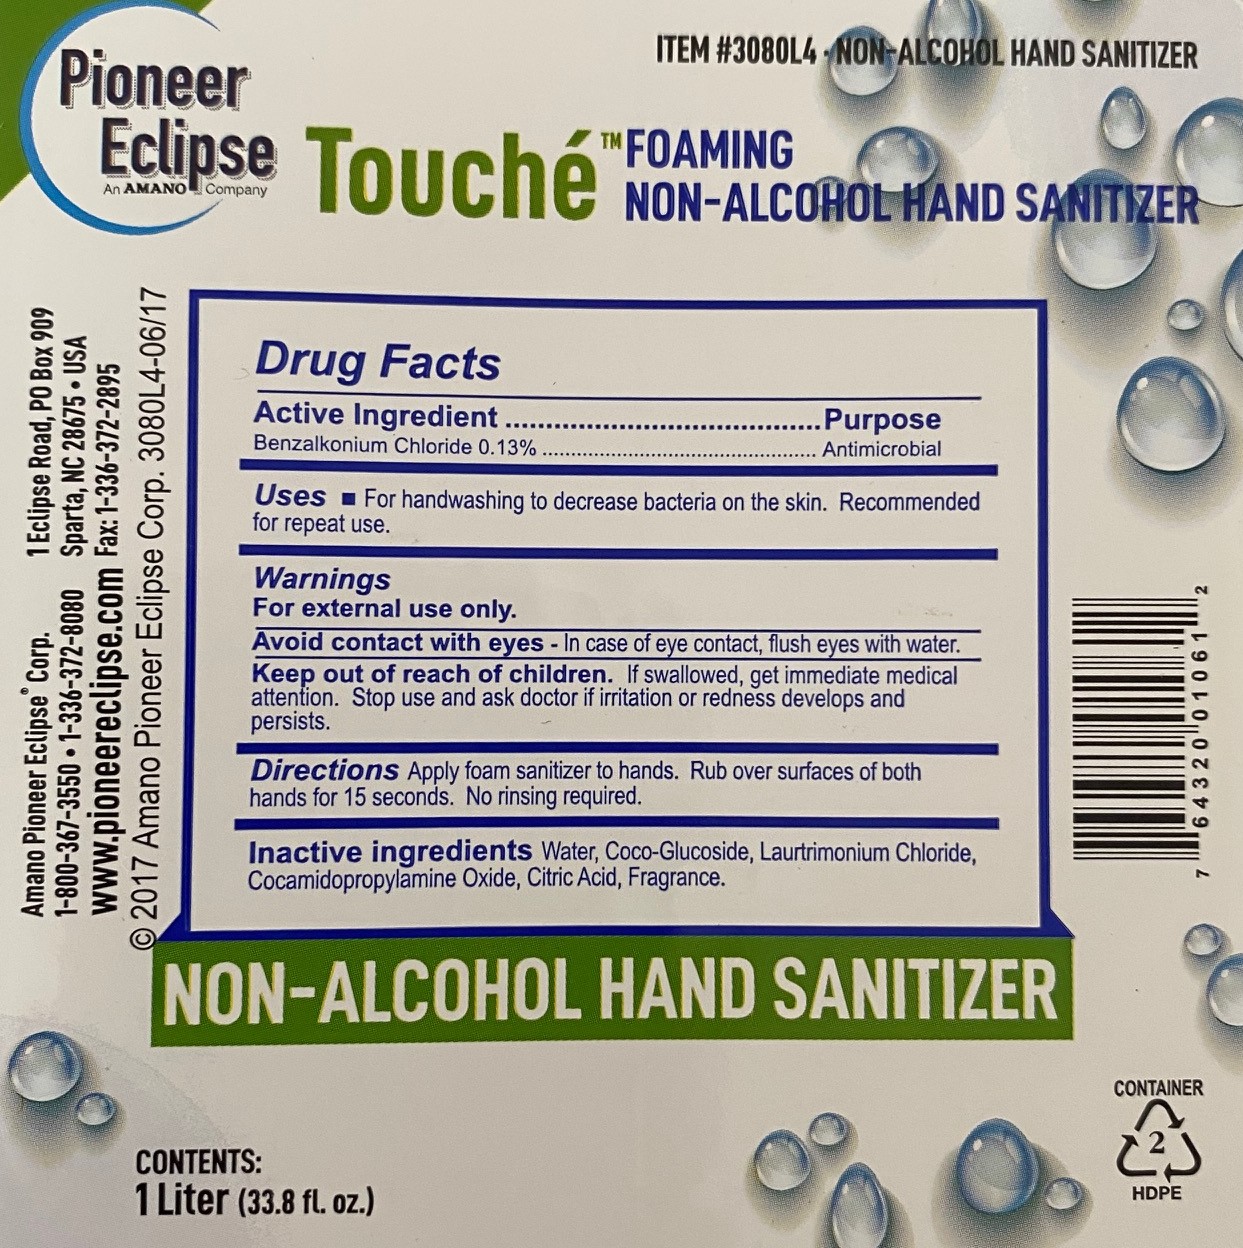 Pioneer
Eclipse
An AMANO Company
ITEM #3080L4 · NON-ALCOHOL HAND SANITIZER
Touché™
FOAMING
NON-ALCOHOL HAND SANITIZER
Amano Pioneer Eclipse® Corp. 1 Eclipse Road, PO Box 909
1-800-367-3550 • 1-336-372-8080 Sparta, NC 28675 • USA
www.pioneereclipse.com Fax: 1-336-372-2895
© 2017 Amano Pioneer Eclipse Corp. 3080L4-06/17
Drug Facts
Active Ingredient ...................................... Purpose
Benzalkonium Chloride 0.13% .................................................. Antimicrobial
Uses ■ For handwashing to decrease bacteria on the skin. Recommended
for repeat use.
Warnings
For external use only.
Avoid contact with eyes - In case of eye contact, flush eyes with water.
Keep out of reach of children. If swallowed, get immediate medical
attention. Stop use and ask doctor if irritation or redness develops and
persists.
Directions Apply foam sanitizer to hands. Rub over surfaces of both
hands for 15 seconds. No rinsing required.
Inactive ingredients Water, Coco-Glucoside, Laurtrimonium Chloride,
Cocamidopropylamine Oxide, Citric Acid, Fragrance.
NON-ALCOHOL HAND SANITIZER
7 64320 01061 2
CONTENTS:
1 Liter (33.8 fl. oz.)
CONTAINER
2
HDPE